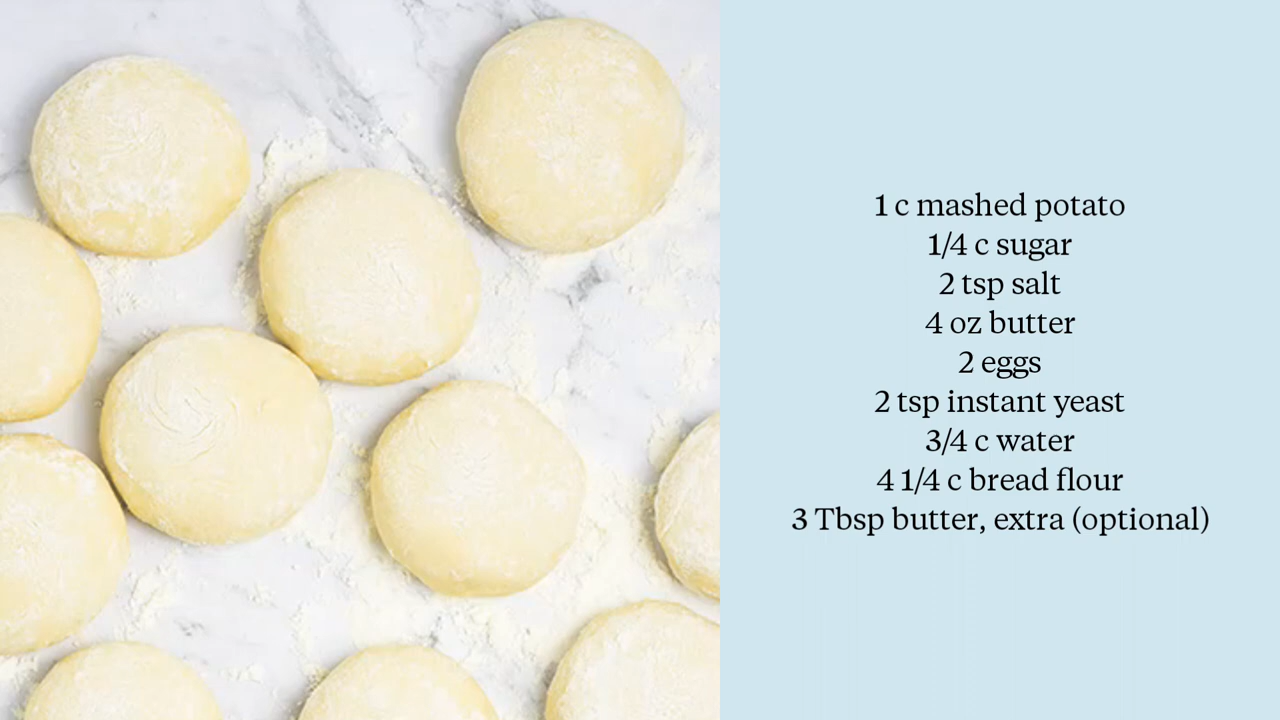 1 c mashed potato
1/4 c sugar
2 tsp salt
4 oz butter
2 eggs
2 tsp instant yeast
3/4 c water
4 1/4 c bread flour
3 Tbsp butter, extra (optional)